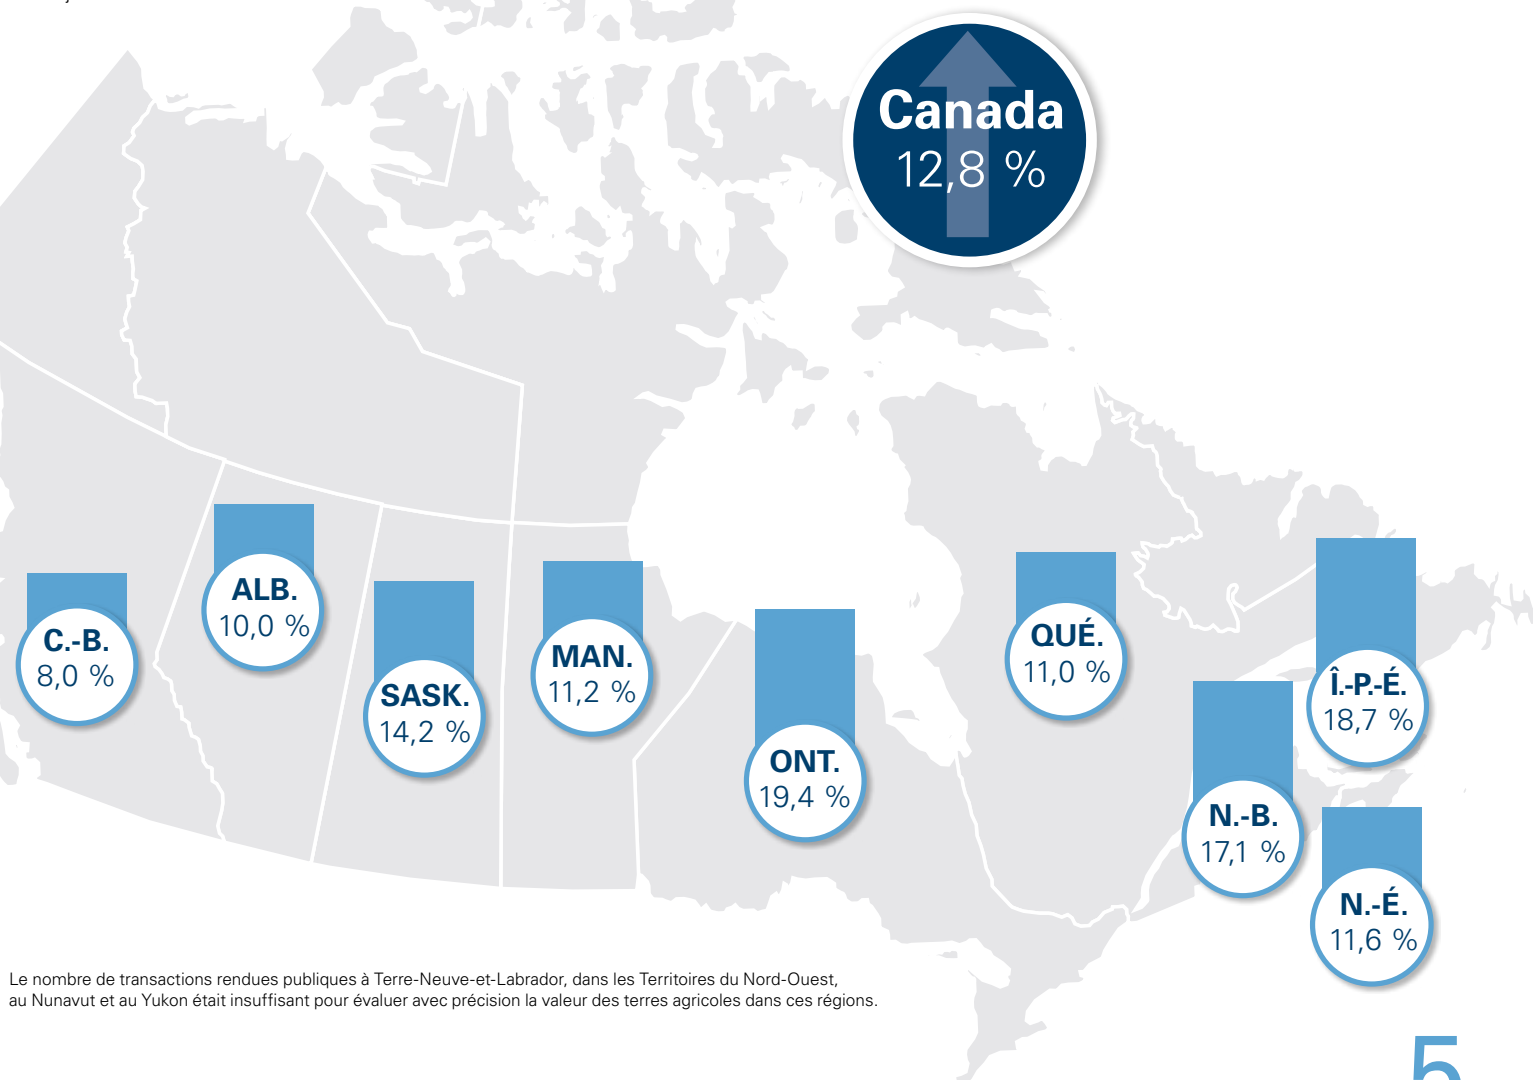 Canada
12,8 %
C.-B.
8,0 %
ALB.
10,0 %
SASK.
14,2 %
MAN.
11,2 %
ONT.
19,4 %
QUÉ.
11,0 %
N.-B.
17,1 %
Î.-P.-É.
18,7 %
N.-É.
11,6 %
Le nombre de transactions rendues publiques à Terre-Neuve-et-Labrador, dans les Territoires du Nord-Ouest,
au Nunavut et au Yukon était insuffisant pour évaluer avec précision la valeur des terres agricoles dans ces régions.
5